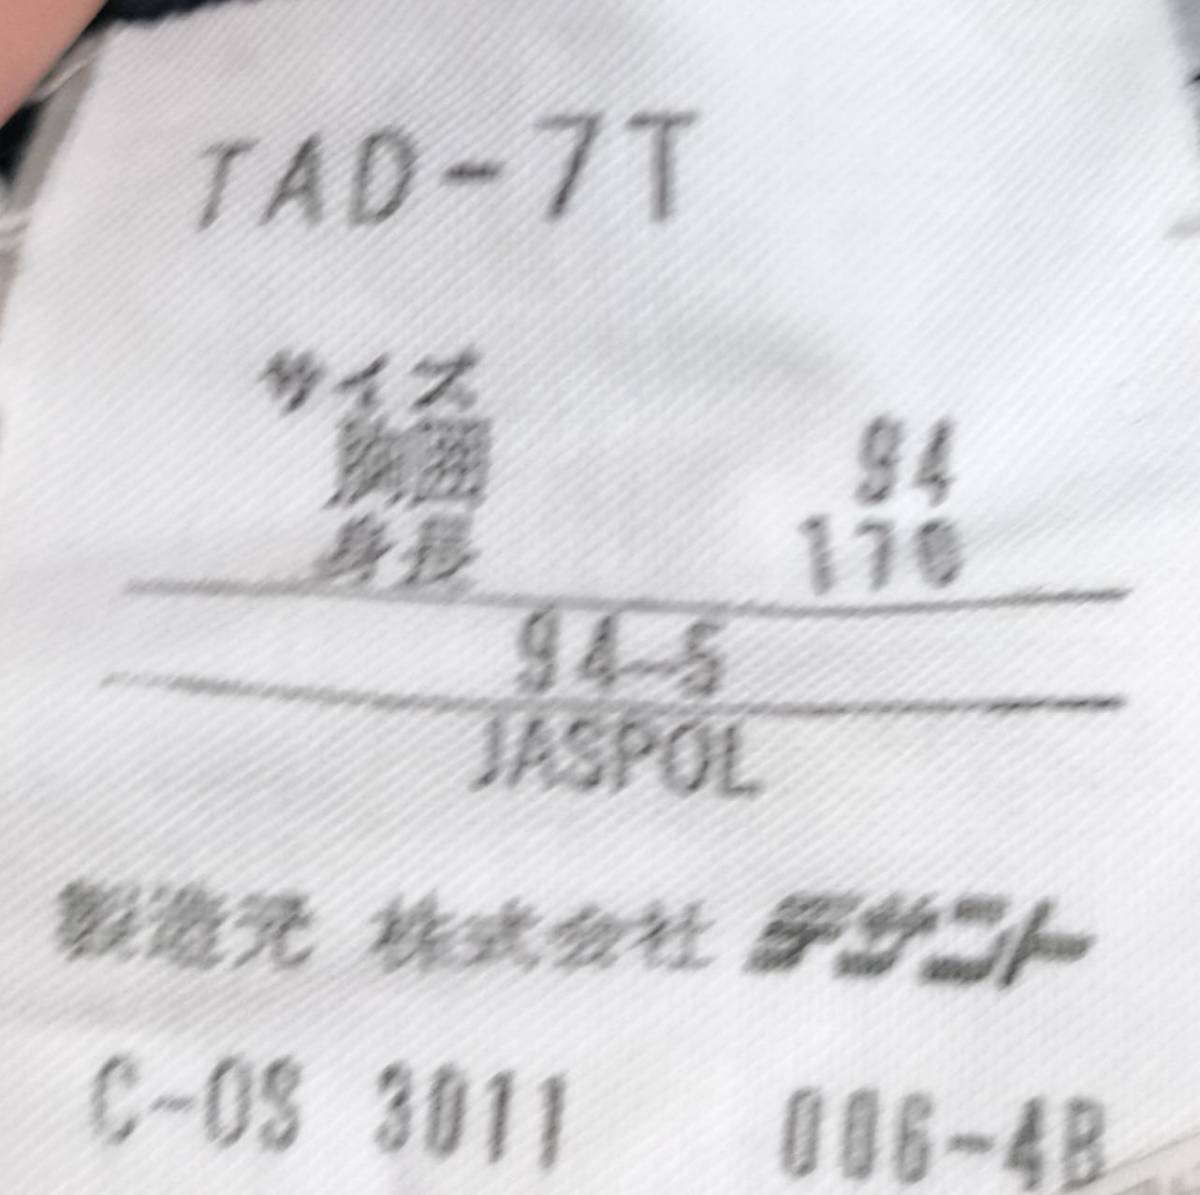 TAD-7T
サイズ
胸囲 94
身長 170
94-5
JASPOL
製造元 株式会社 デサント
C-OS 3011 006-4B